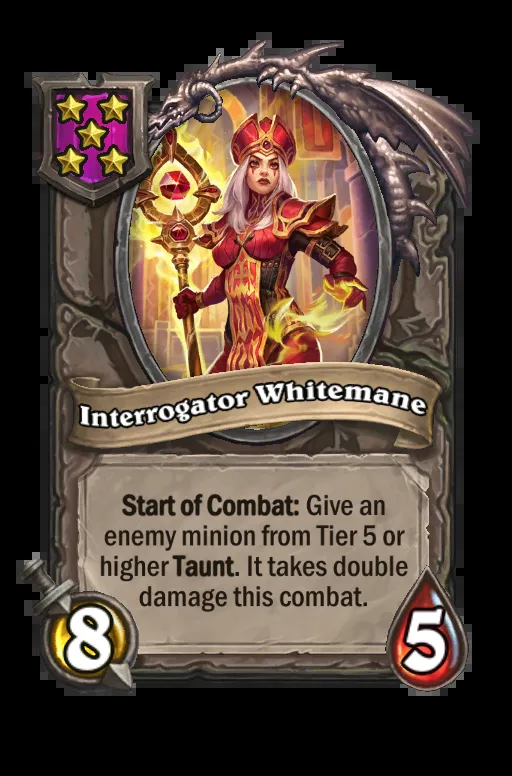 Interrogator Whitemane
Start of Combat: Give an
enemy minion from Tier 5 or
higher Taunt. It takes double
damage this combat.
8
5